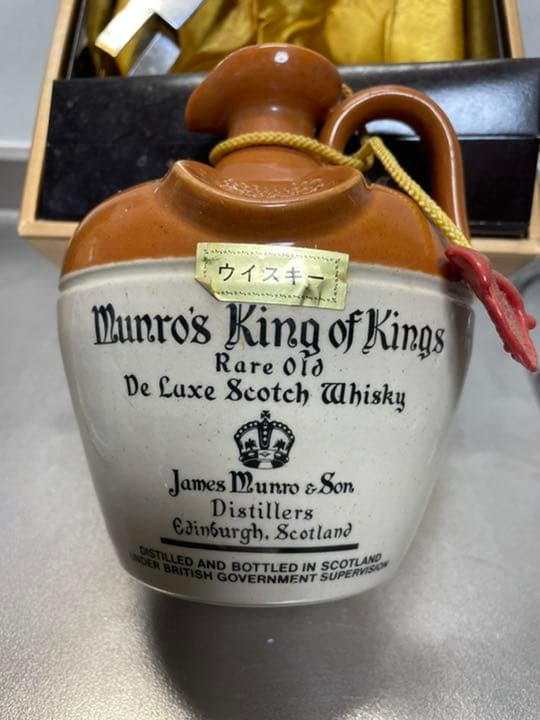 ウイスキー
Munro's King of Kings
Rare Old
De Luxe Scotch Whisky
James Munro & Son
Distillers
Edinburgh, Scotland
DISTILLED AND BOTTLED IN SCOTLAND
UNDER BRITISH GOVERNMENT SUPERVISION